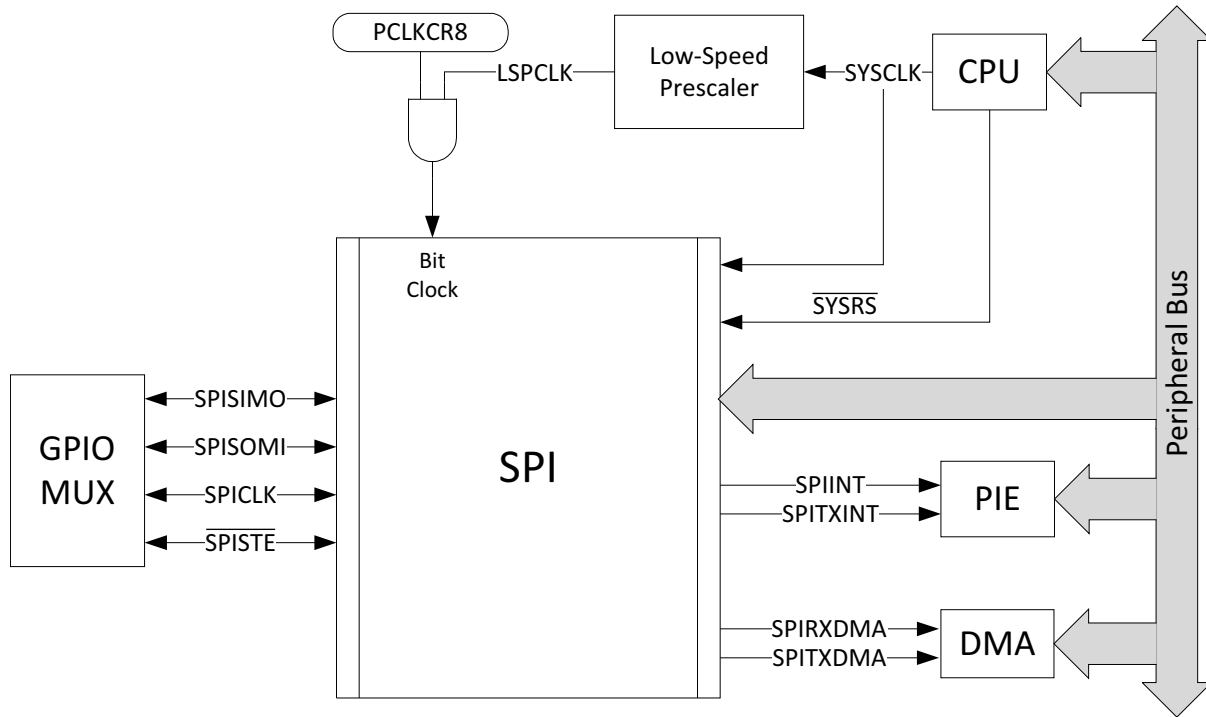 PCLKCR8
LSPCLK
Low-Speed
Prescaler
SYSCLK
CPU
Bit
Clock
SYSRS
Peripheral Bus
GPIO
MUX
SPISIMO
SPISOMI
SPICLK
SPISTE
SPI
SPIINT
SPITXINT
PIE
SPIRXDMA
SPITXDMA
DMA